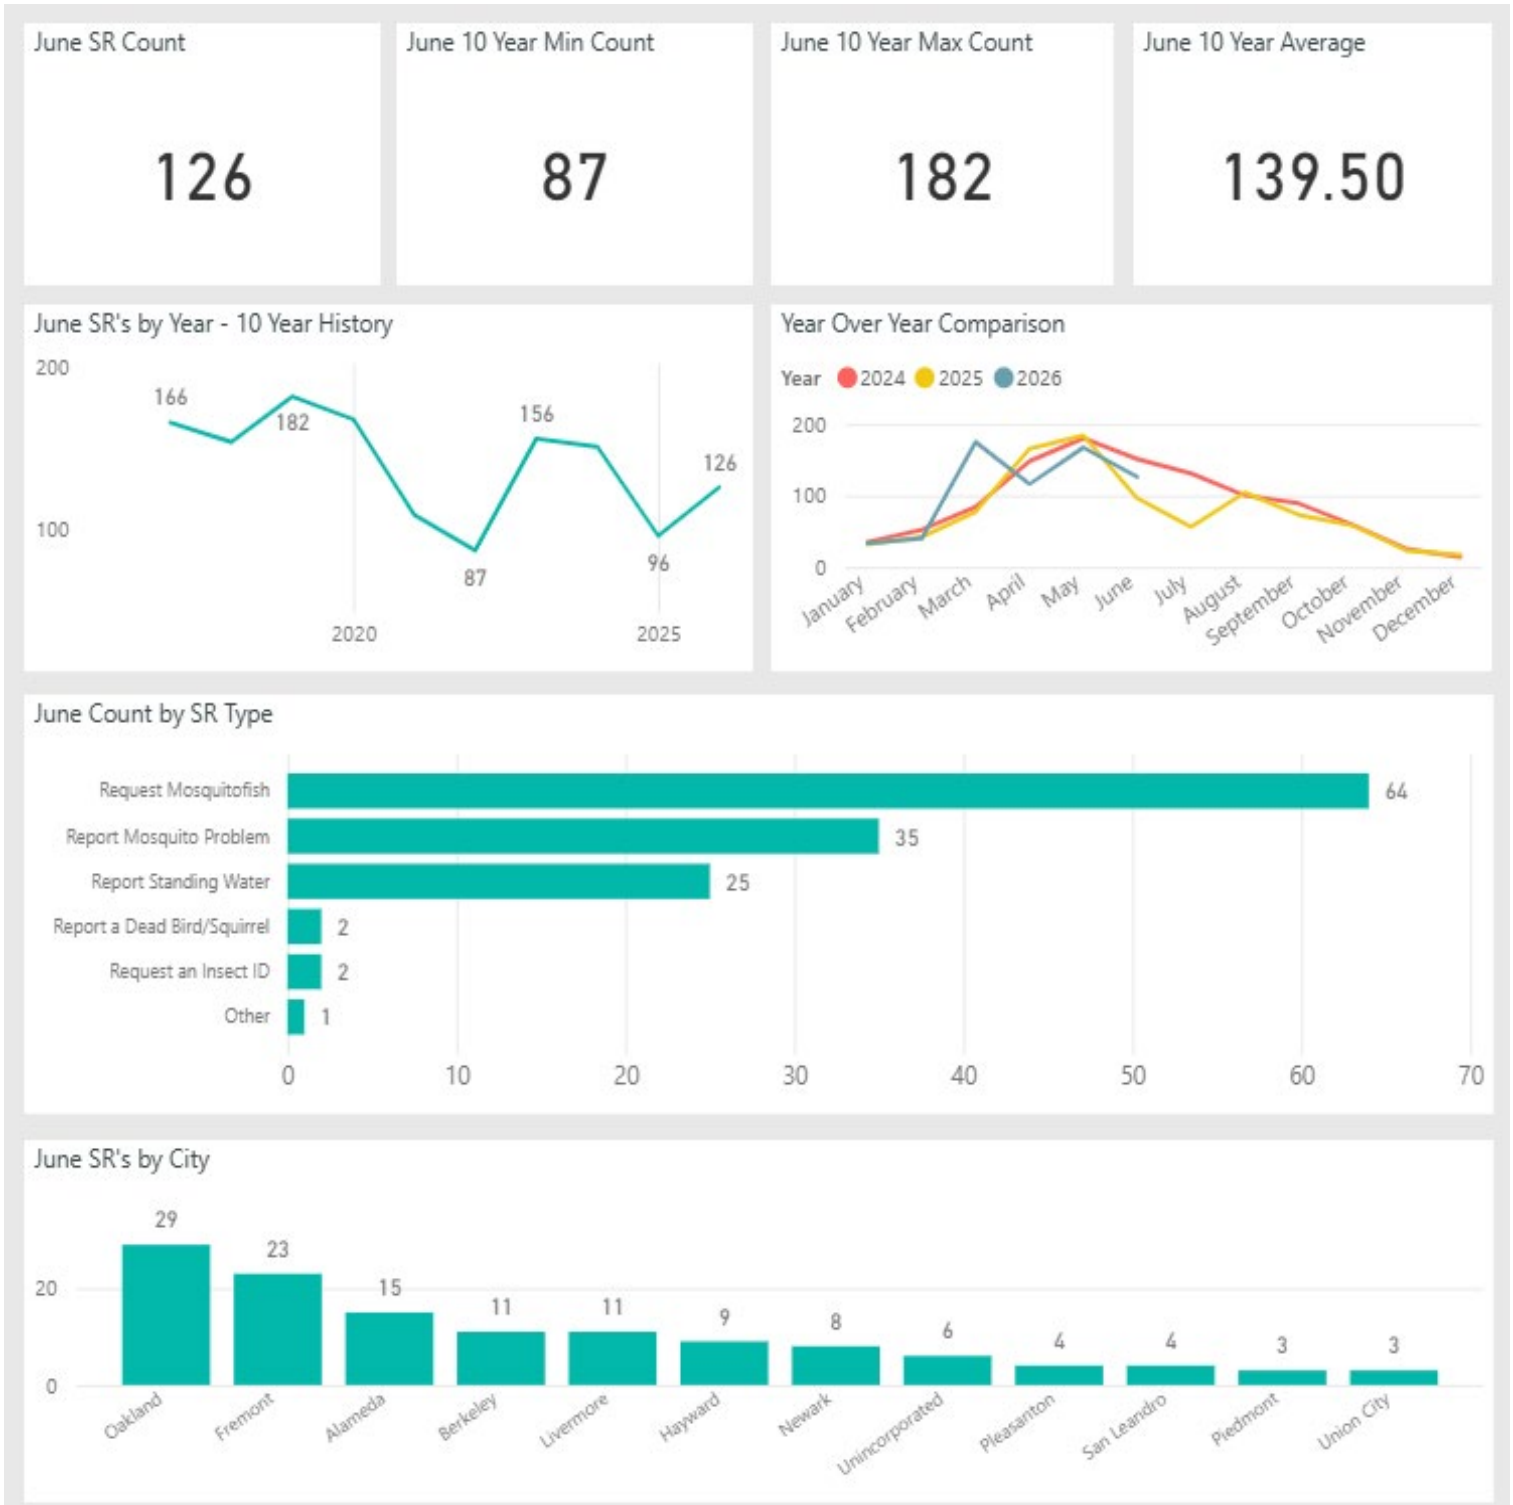 June SR Count
126
June 10 Year Min Count
87
June 10 Year Max Count
182
June 10 Year Average
139.50
June SR's by Year - 10 Year History
200
100
166
182
87
156
96
126
2020
2025
Year Over Year Comparison
Year 2024 2025 2026
200
100
0
January
February
March
April
May
June
July
August
September
October
November
December
June Count by SR Type
Request Mosquitofish 64
Report Mosquito Problem 35
Report Standing Water 25
Report a Dead Bird/Squirrel 2
Request an Insect ID 2
Other 1
0 10 20 30 40 50 60 70
June SR's by City
20
0
29
23
15
11
11
9
8
6
4
4
3
3
Oakland
Fremont
Alameda
Berkeley
Livermore
Hayward
Newark
Unincorporated
Pleasanton
San Leandro
Piedmont
Union City